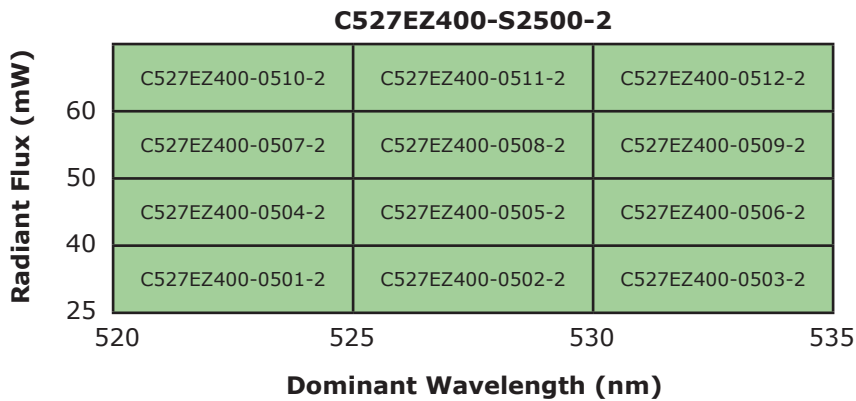 C527EZ400-S2500-2
Radiant Flux (mW)
C527EZ400-0510-2 C527EZ400-0511-2 C527EZ400-0512-2
60
C527EZ400-0507-2 C527EZ400-0508-2 C527EZ400-0509-2
50
C527EZ400-0504-2 C527EZ400-0505-2 C527EZ400-0506-2
40
C527EZ400-0501-2 C527EZ400-0502-2 C527EZ400-0503-2
25
520 525 530 535
Dominant Wavelength (nm)